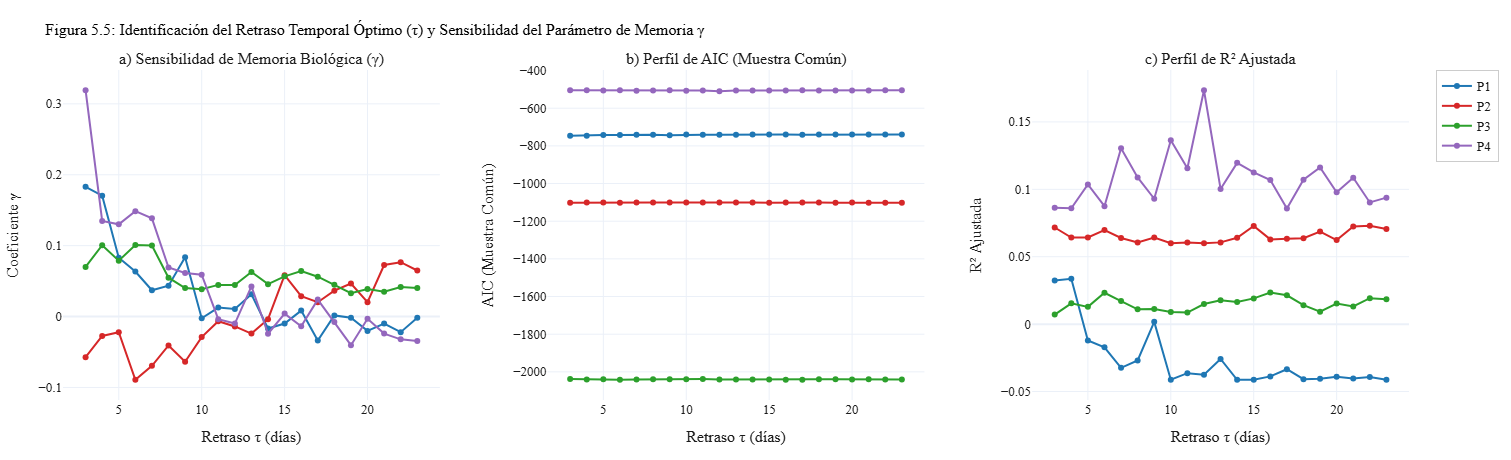 Figura 5.5: Identificación del Retraso Temporal Óptimo (τ) y Sensibilidad del Parámetro de Memoria γ
a) Sensibilidad de Memoria Biológica (γ)
Coeficiente γ
0.3
0.2
0.1
0
−0.1
5
10
15
20
Retraso τ (días)
b) Perfil de AIC (Muestra Común)
AIC (Muestra Común)
−400
−600
−800
−1000
−1200
−1400
−1600
−1800
−2000
5
10
15
20
Retraso τ (días)
c) Perfil de R² Ajustada
R² Ajustada
0.15
0.1
0.05
0
−0.05
5
10
15
20
Retraso τ (días)
P1
P2
P3
P4